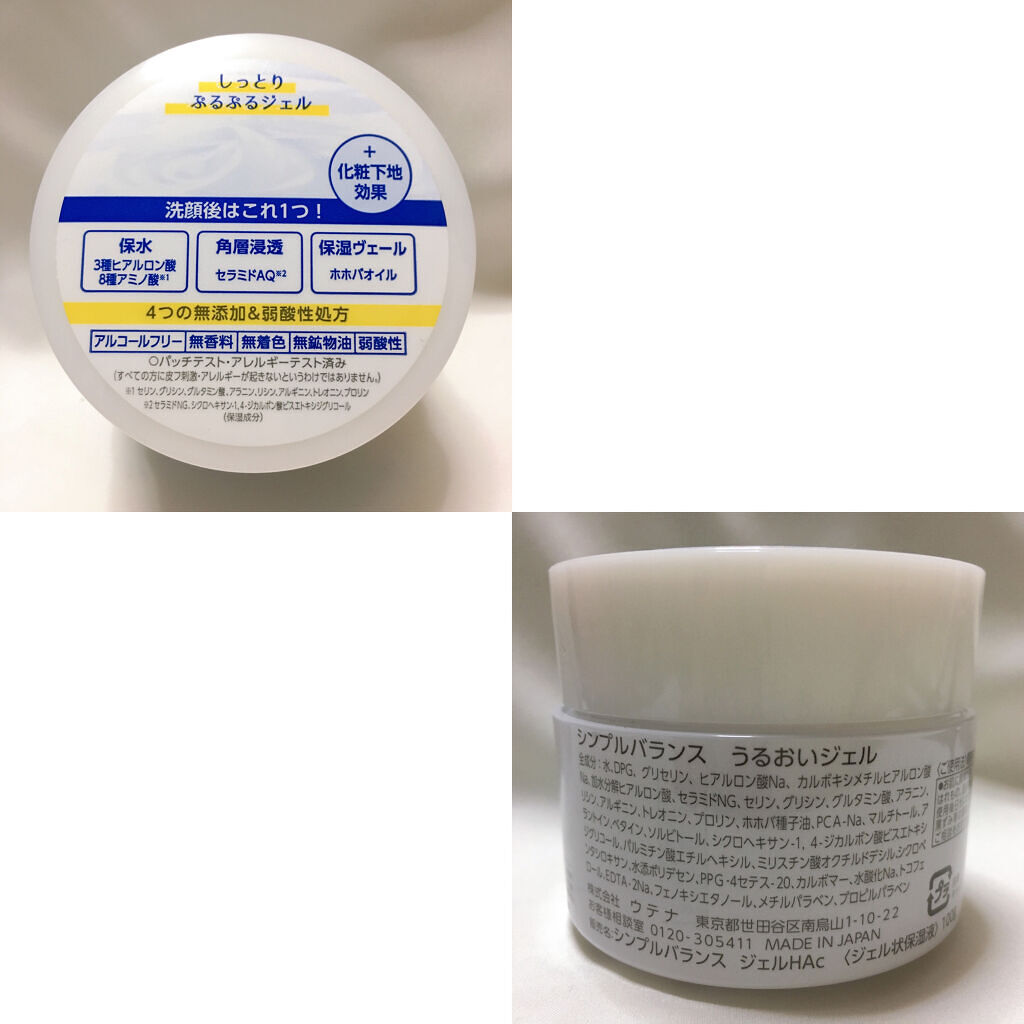 しっとり
ぷるぷるジェル
+
化粧下地
効果
洗顔後はこれ1つ!
保水
3種ヒアルロン酸
8種アミノ酸※1
角層浸透
セラミドAQ※2
保湿ヴェール
ホホバオイル
4つの無添加&弱酸性処方
アルコールフリー 無香料 無着色 無鉱物油 弱酸性
○パッチテスト・アレルギーテスト済み
(すべての方に皮フ刺激・アレルギーが起きないというわけではありません。)
※1 セリン、グリシン、グルタミン酸、アラニン、リシン、アルギニン、トレオニン、プロリン
※2 セラミドNG、シクロヘキサン-1, 4-ジカルボン酸ビスエトキシジグリコール
(保湿成分)
シンプルバランス うるおいジェル
全成分:水、DPG、グリセリン、ヒアルロン酸Na、カルボキシメチルヒアルロン酸
Na、加水分解ヒアルロン酸、セラミドNG、セリン、グリシン、グルタミン酸、アラニン、
リシン、アルギニン、トレオニン、プロリン、ホホバ種子油、PCA-Na、マルチトール、ア
ラントイン、ベタイン、ソルビトール、シクロヘキサン-1, 4-ジカルボン酸ビスエトキシ
ジグリコール、パルミチン酸エチルヘキシル、ミリスチン酸オクチルドデシル、シクロペ
ンタシロキサン、水添ポリデセン、PPG-4セテス-20、カルボマー、水酸化Na、トコフェ
ロール、EDTA-2Na、フェノキシエタノール、メチルパラベン、プロピルパラベン
株式会社 ウテナ 東京都世田谷区南烏山1-10-22
お客様相談室 0120-305411 MADE IN JAPAN
販売名:シンプルバランス ジェルHAc 〈ジェル状保湿液〉 100g
〈ご使用法
プラ